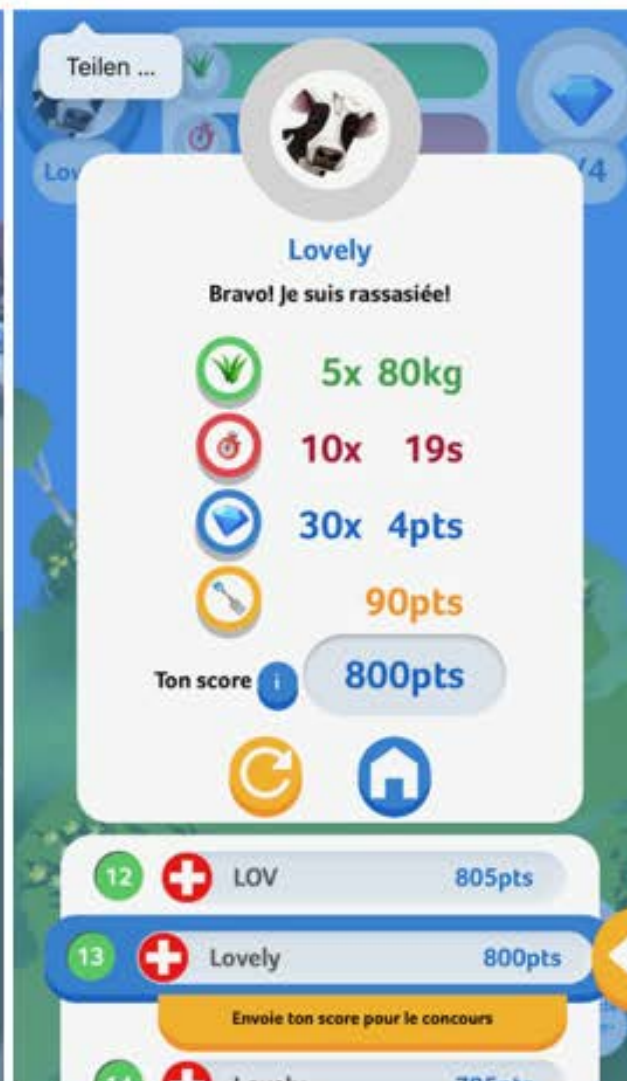 Teilen ...
/4
Lovely
Bravo! Je suis rassasiée!
5x 80kg
10x 19s
30x 4pts
90pts
Ton score i 800pts
12 LOV 805pts
13 Lovely 800pts
Envoie ton score pour le concours